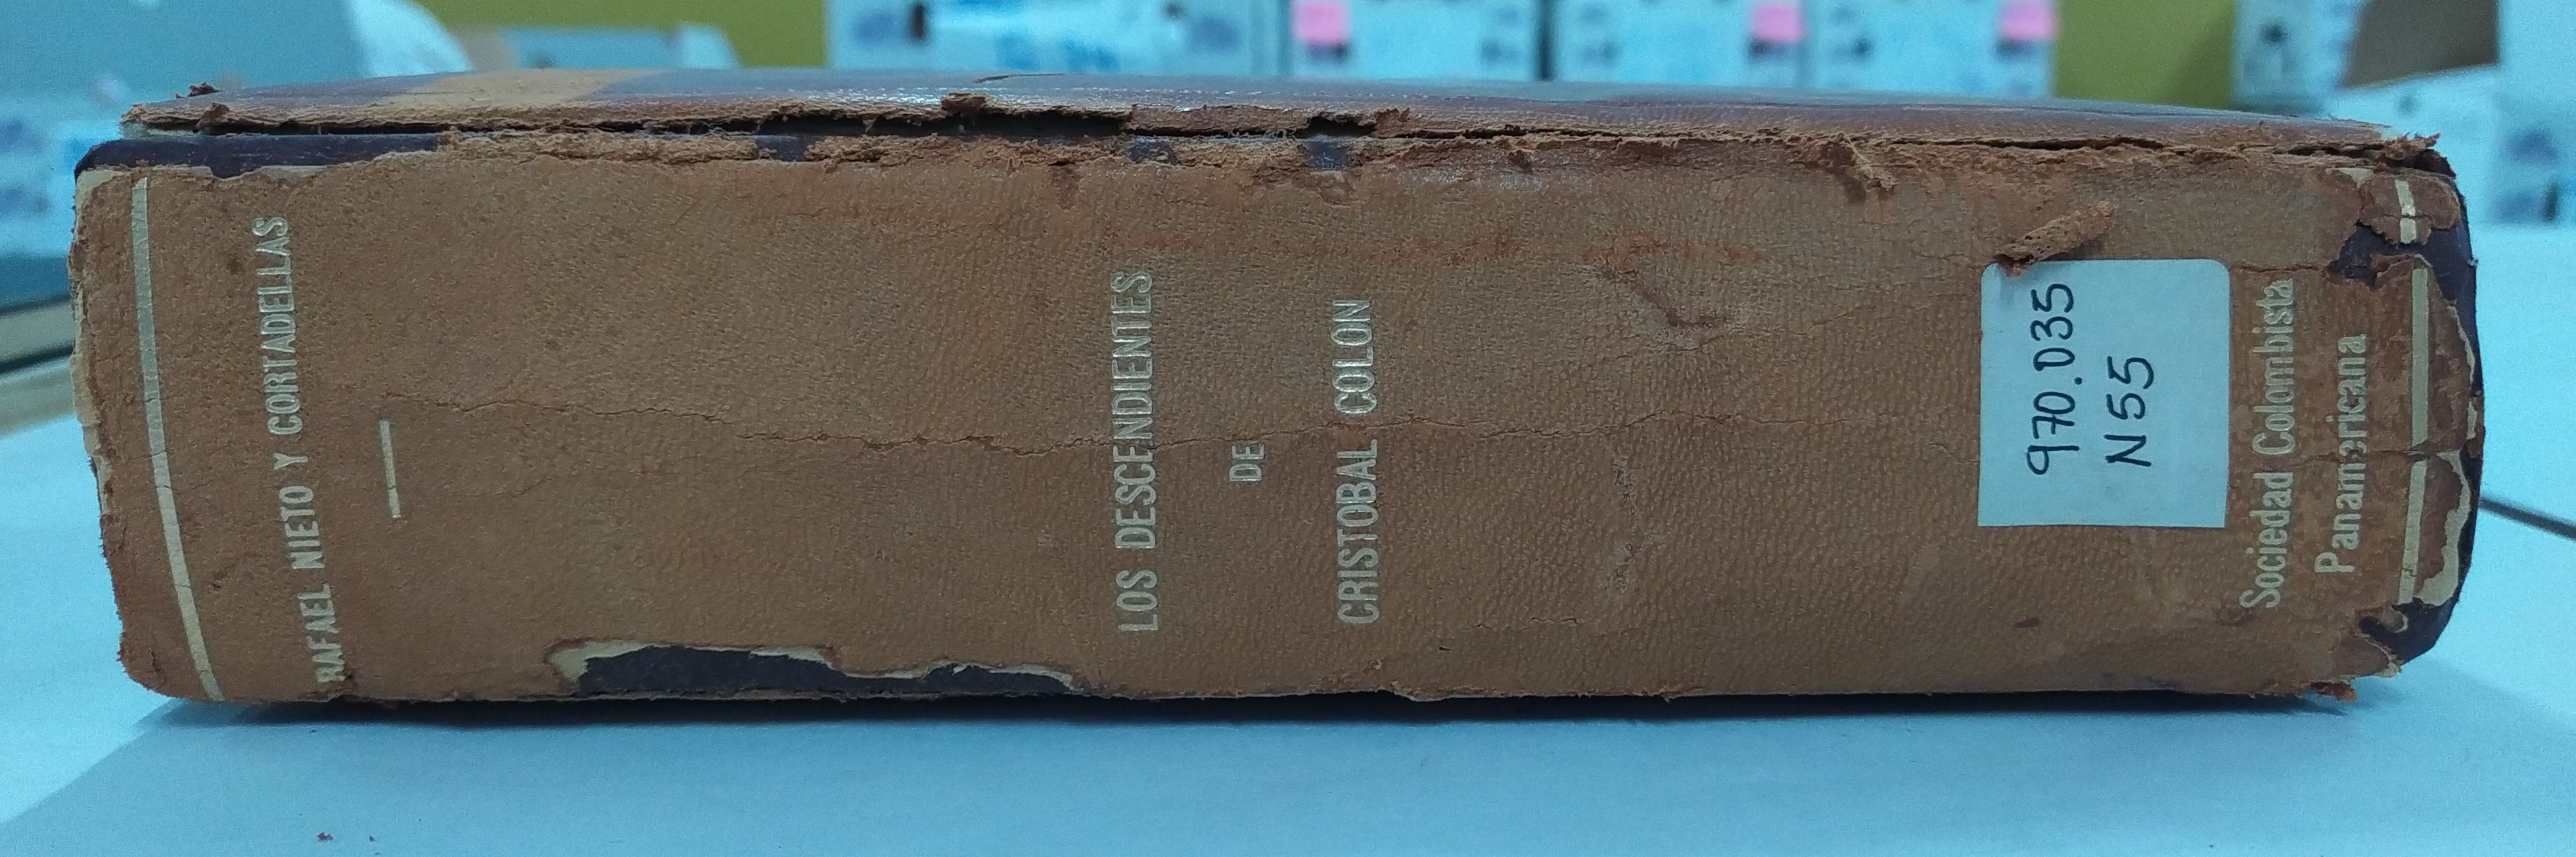 RAFAEL NIETO Y CORTADELLAS
LOS DESCENDIENTES
DE
CRISTOBAL COLON
970.035
N55
Sociedad Colombista
Panamericana